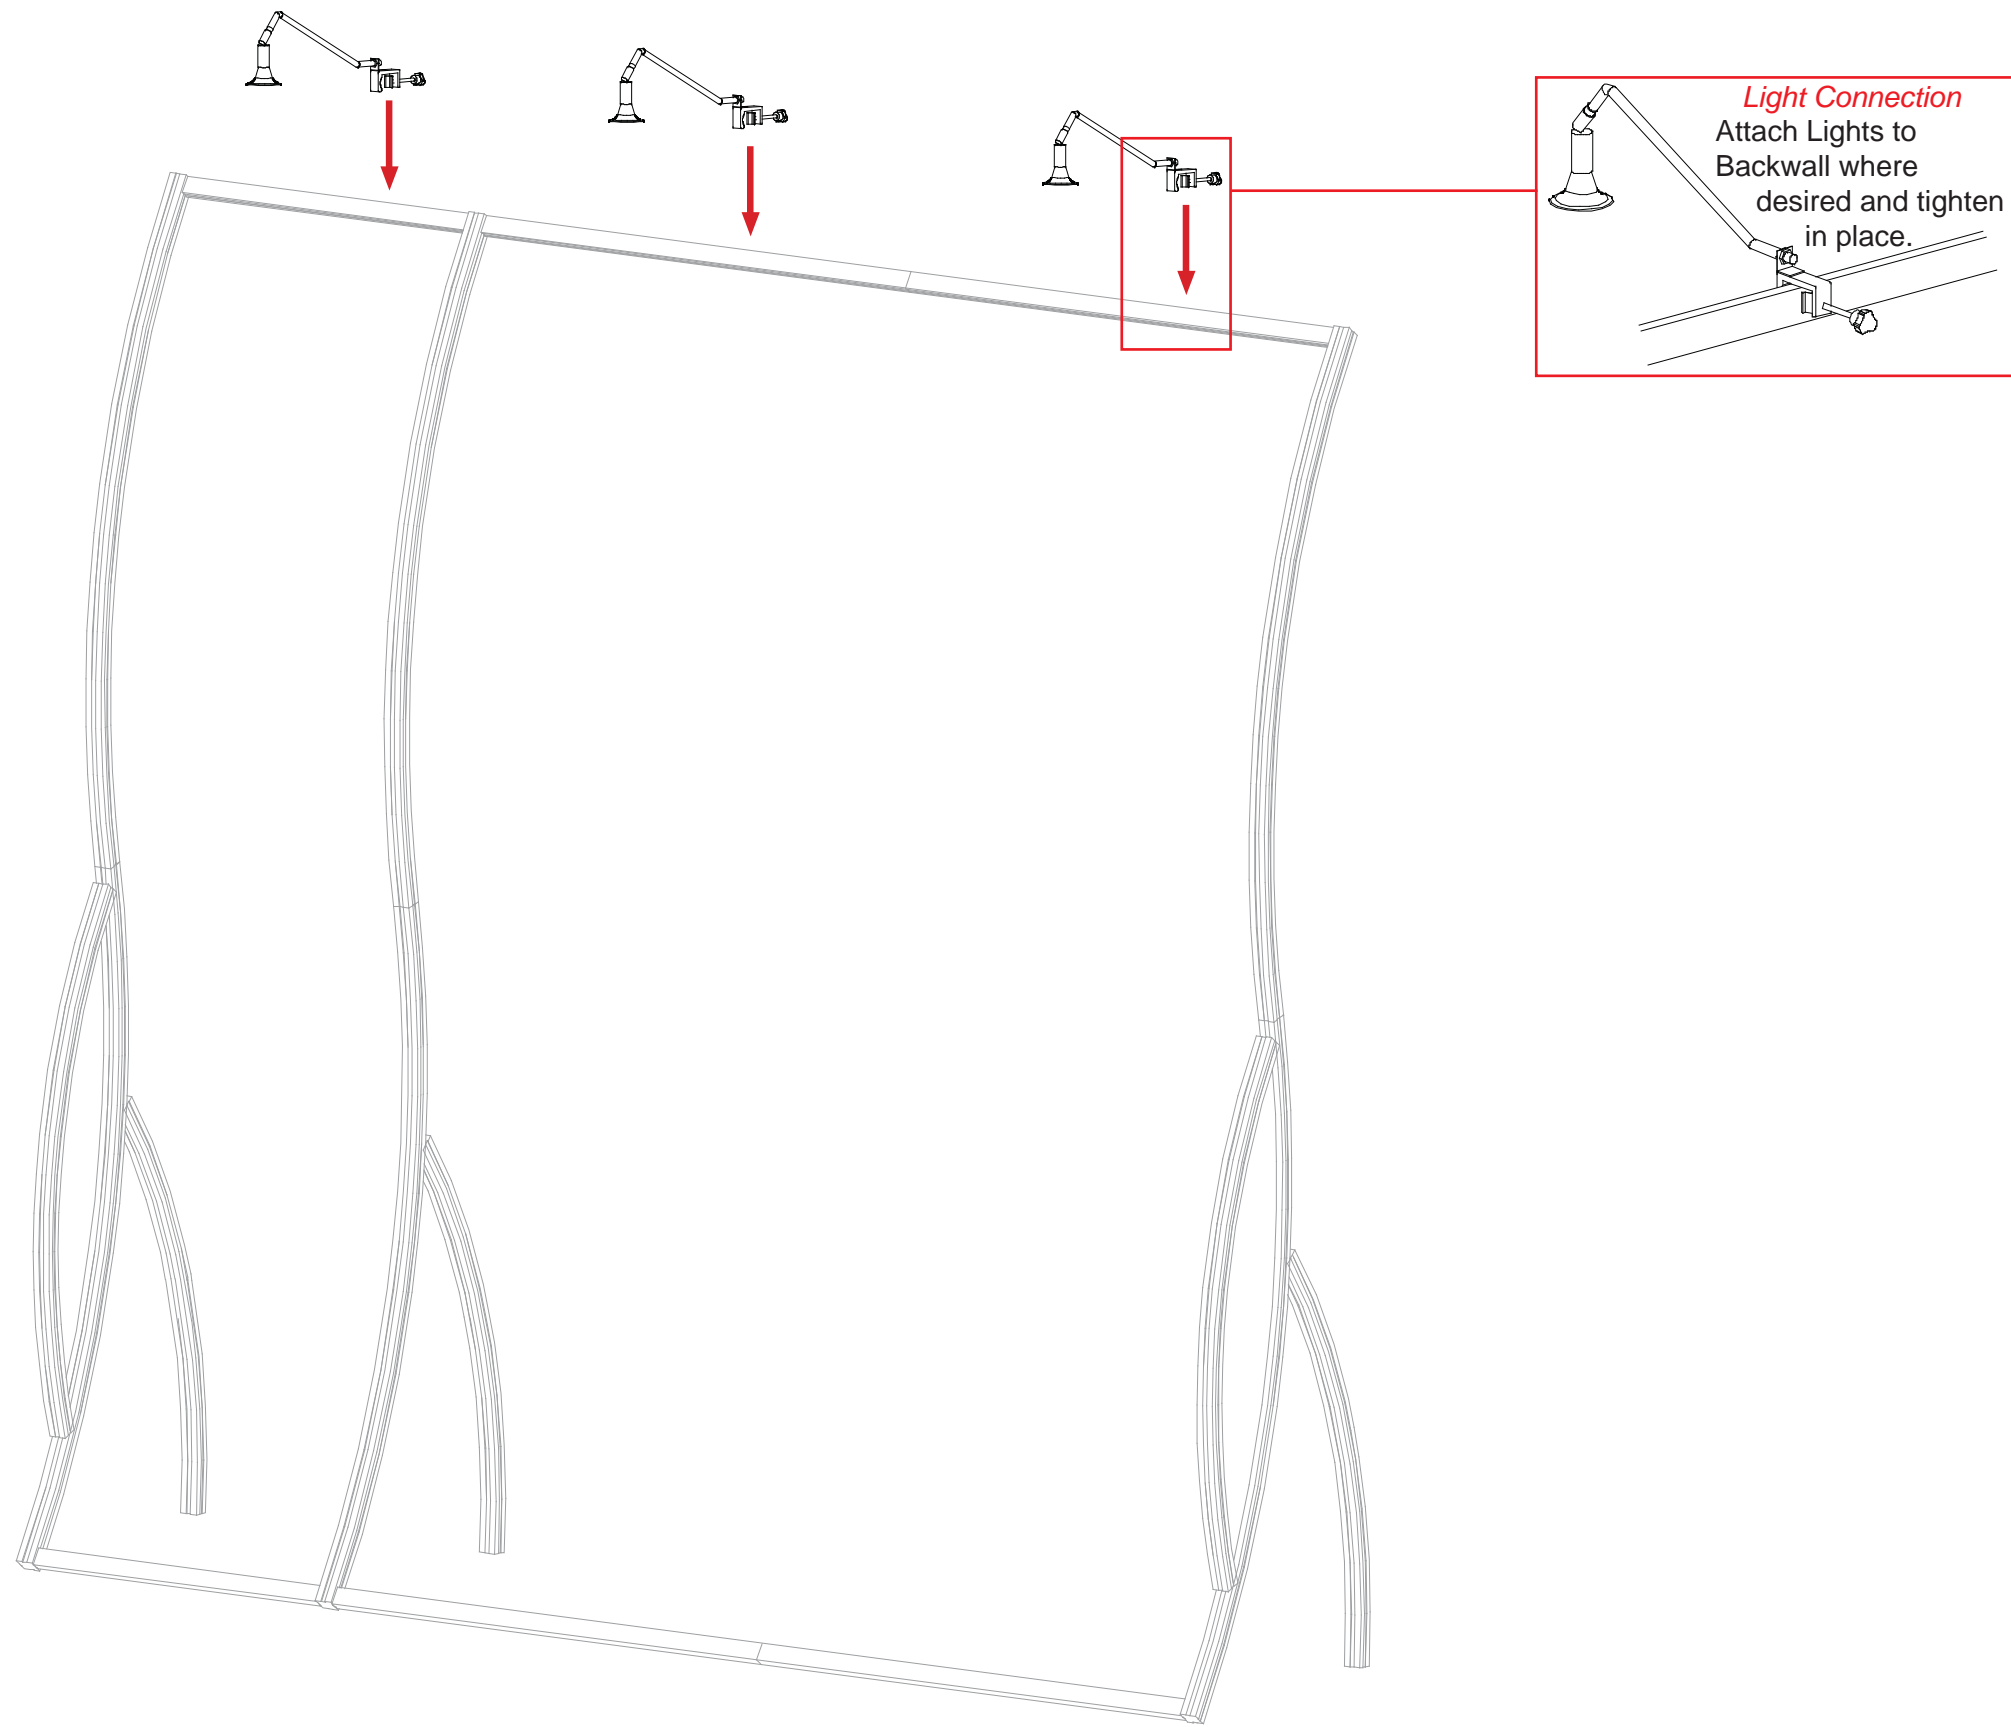 Light Connection
Attach Lights to
Backwall where
desired and tighten
in place.